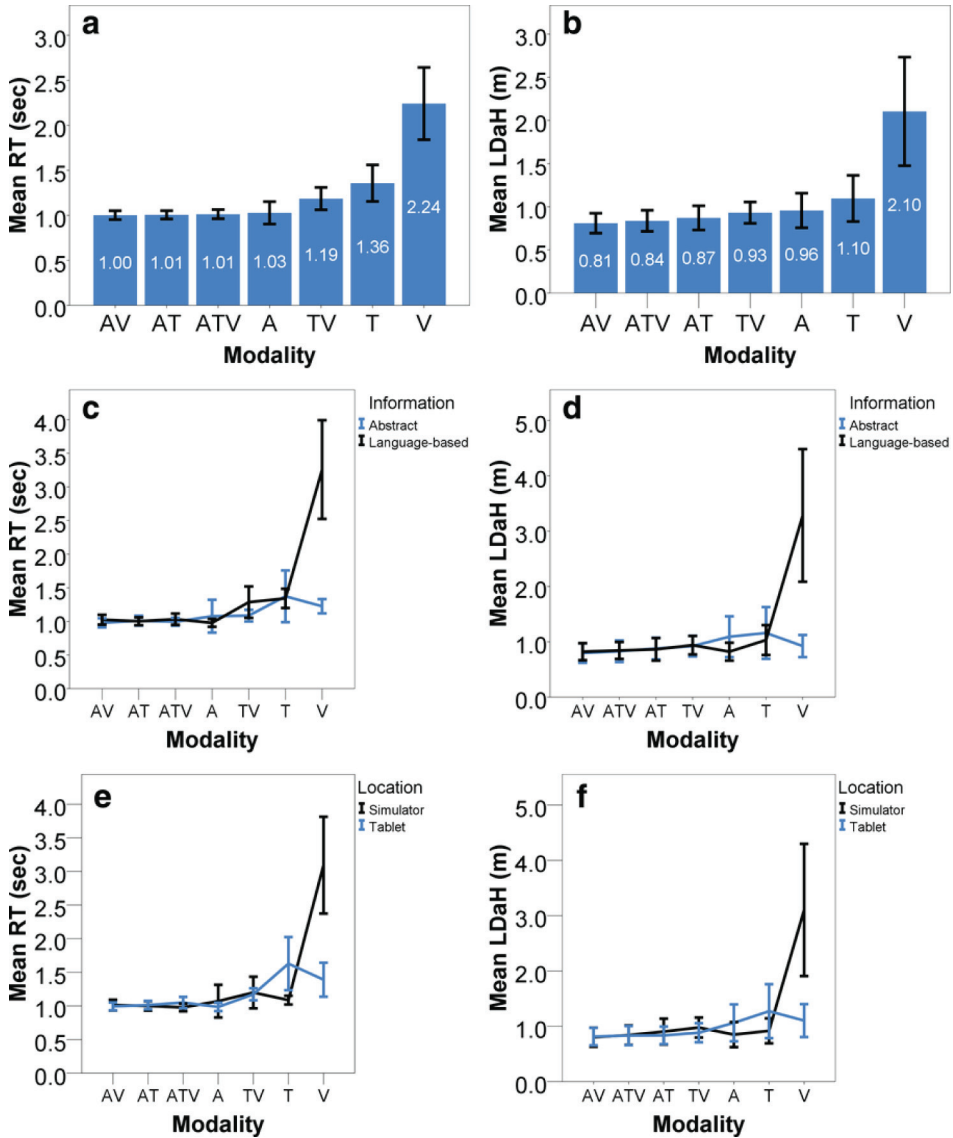 a
Mean RT (sec)
3.0
2.5
2.0
1.5
1.0
0.5
0.0
1.00 1.01 1.01 1.03 1.19 1.36 2.24
AV AT ATV A TV T V
Modality
b
Mean LDaH (m)
3.0
2.5
2.0
1.5
1.0
0.5
0.0
0.81 0.84 0.87 0.93 0.96 1.10 2.10
AV ATV AT TV A T V
Modality
c
Mean RT (sec)
4.0
3.5
3.0
2.5
2.0
1.5
1.0
0.5
0.0
AV AT ATV A TV T V
Modality
Information
Abstract
Language-based
d
Mean LDaH (m)
5.0
4.0
3.0
2.0
1.0
0.0
AV ATV AT TV A T V
Modality
Information
Abstract
Language-based
e
Mean RT (sec)
4.0
3.5
3.0
2.5
2.0
1.5
1.0
0.5
0.0
AV AT ATV A TV T V
Modality
Location
Simulator
Tablet
f
Mean LDaH (m)
5.0
4.0
3.0
2.0
1.0
0.0
AV ATV AT TV A T V
Modality
Location
Simulator
Tablet